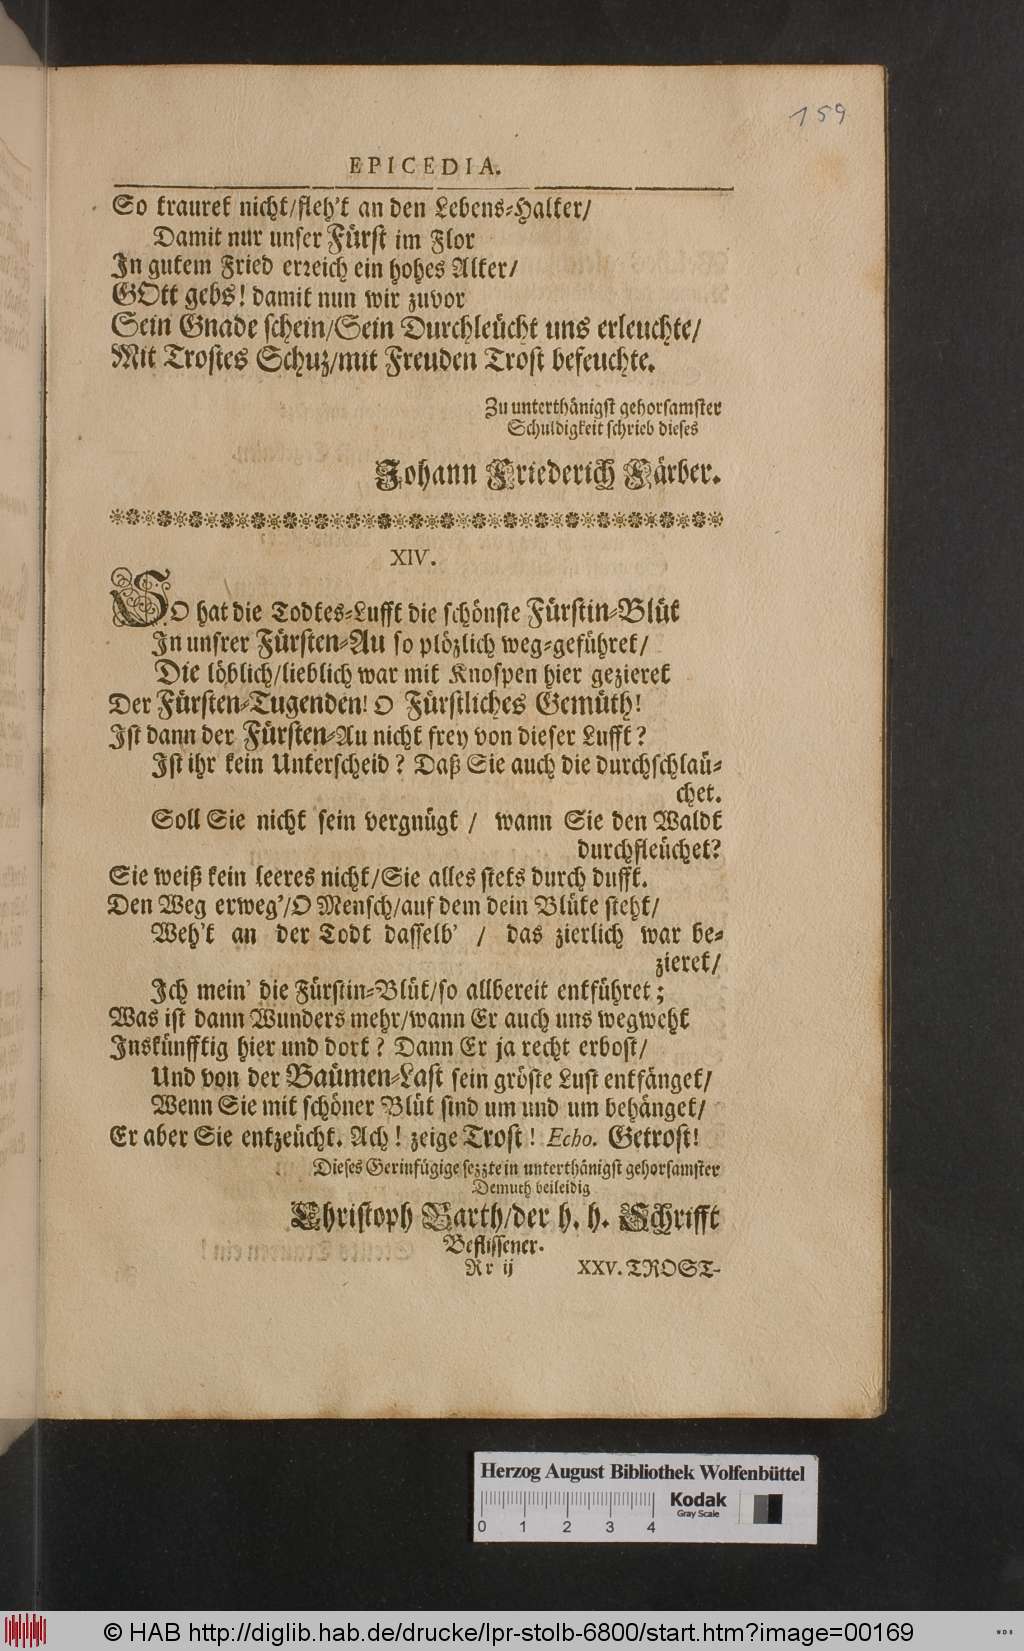 159
EPICEDIA.
So trauret nicht/fleh't an den Lebens-Halter/
Damit nur unser Fürst im Flor
In gutem Fried erꝛeich ein hohes Alter/
GOtt gebs! damit nun wir zuvor
Sein Gnade schein/Sein Durchleücht uns erleuchte/
Mit Trostes Schuz/mit Freuden Trost befeuchte.
Zu unterthänigst gehorsamster
Schuldigkeit schrieb dieses
Johann Friederich Färber.
XIV.
SO hat die Todtes-Lufft die schönste Fürstin-Blüt
In unsrer Fürsten-Au so plözlich weg-geführet/
Die löblich/lieblich war mit Knospen hier gezieret
Der Fürsten-Tugenden! O Fürstliches Gemüth!
Ist dann der Fürsten-Au nicht frey von dieser Lufft?
Ist ihr kein Unterscheid? Daß Sie auch die durchschlaü-
chet.
Soll Sie nicht sein vergnügt / wann Sie den Waldt
durchfleüchet?
Sie weiß kein leeres nicht/Sie alles stets durch dufft.
Den Weg erweg'/O Mensch/auf dem dein Blüte steht/
Weh't an der Todt dasselb' / das zierlich war be-
zieret/
Ich mein' die Fürstin-Blüt/so allbereit entführet;
Was ist dann Wunders mehr/wann Er auch uns wegweht
Inskünfftig hier und dort? Dann Er ja recht erbost/
Und von der Baümen-Last sein gröste Lust entfänget/
Wenn Sie mit schöner Blüt sind um und um behänget/
Er aber Sie entzeücht. Ach! zeige Trost! Echo. Getrost!
Dieses Gerinfügige sezzte in unterthänigst gehorsamster
Demuth beileidig
Christoph Barth/der h. h. Schrifft
Beflissener.
Rr ij XXV. TROST-
Herzog August Bibliothek Wolfenbüttel
Kodak
Gray Scale
0 1 2 3 4
© HAB http://diglib.hab.de/drucke/lpr-stolb-6800/start.htm?image=00169